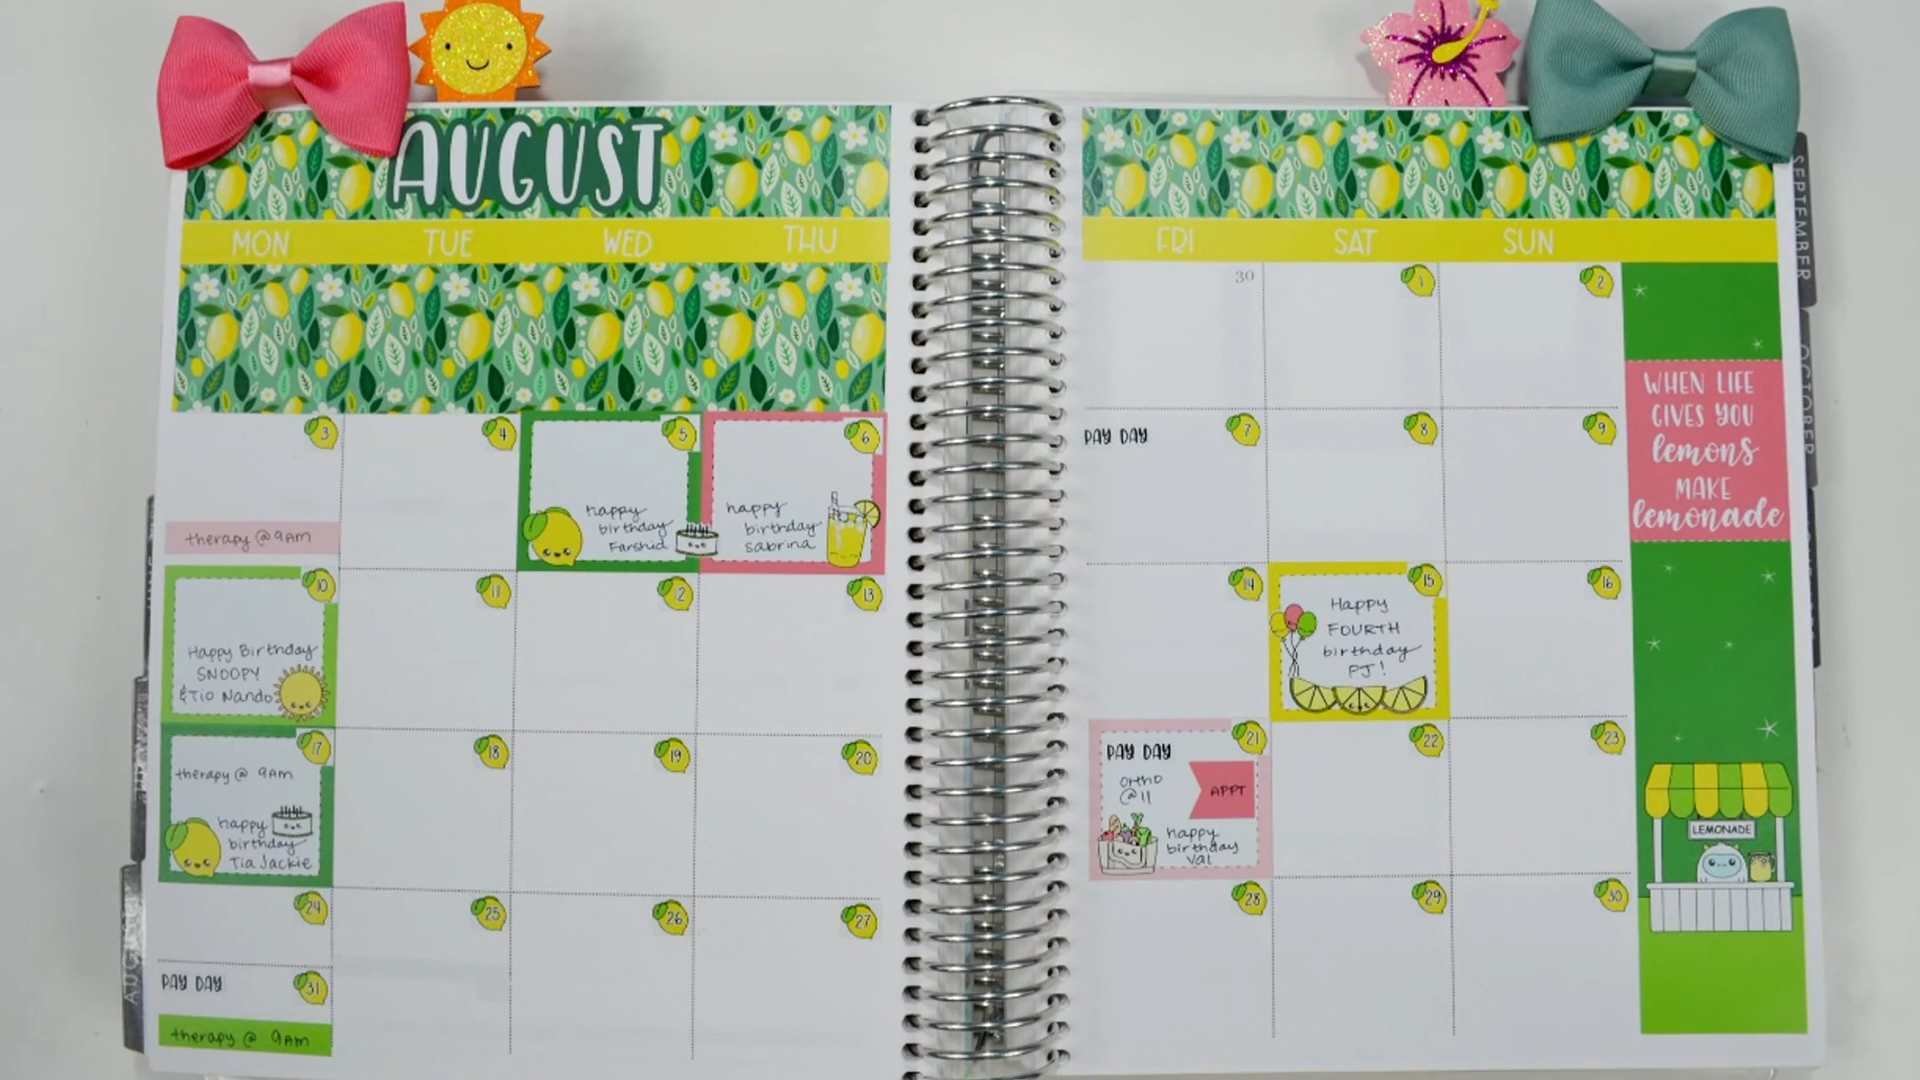 AUGUST
MON TUE WED THU FRI SAT SUN
30 1 2
WHEN LIFE
GIVES YOU
lemons
MAKE
lemonade
3 4 5 6
therapy @ 9AM
happy
birthday
Farshid
happy
birthday
Sabrina
PAY DAY 7 8 9
10 11 12 13
Happy Birthday
SNOOPY
& Tio Nando
14 15 16
Happy
FOURTH
birthday
PJ!
17 18 19 20
therapy @ 9AM
happy
birthday
Tia Jackie
PAY DAY 21 22 23
ortho
@ 11
APPT
happy
birthday
Val
LEMONADE
24 25 26 27
28 29 30
PAY DAY 31
therapy @ 9AM
SEPTEMBER
OCTOBER
AUGUST